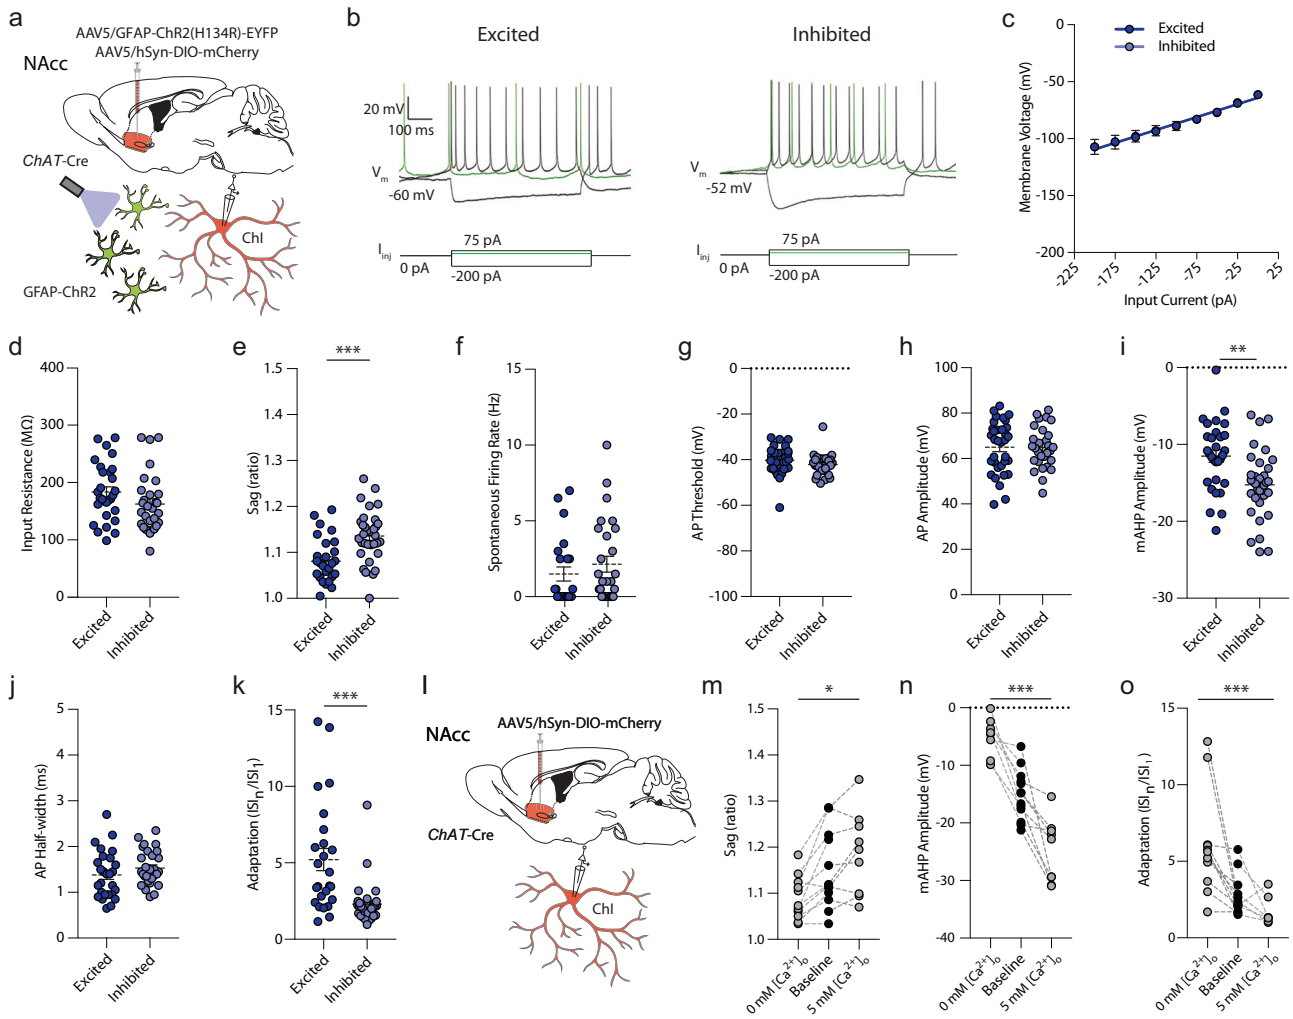 a
AAV5/GFAP-ChR2(H134R)-EYFP
AAV5/hSyn-DIO-mCherry
NAcc
ChAT-Cre
ChI
GFAP-ChR2
b
Excited
Inhibited
20 mV
100 ms
Vm
-60 mV
Iinj
75 pA
0 pA
-200 pA
Vm
-52 mV
Iinj
75 pA
0 pA
-200 pA
c
Excited
Inhibited
Membrane Voltage (mV)
0
-50
-100
-150
-200
-225
-175
-125
-75
-25
25
Input Current (pA)
d
Input Resistance (MΩ)
400
300
200
100
0
Excited
Inhibited
e
***
Sag (ratio)
1.5
1.4
1.3
1.2
1.1
1.0
Excited
Inhibited
f
Spontaneous Firing Rate (Hz)
15
10
5
0
Excited
Inhibited
g
AP Threshold (mV)
0
-20
-40
-60
-80
-100
Excited
Inhibited
h
AP Amplitude (mV)
100
80
60
40
20
0
Excited
Inhibited
i
**
mAHP Amplitude (mV)
0
-10
-20
-30
Excited
Inhibited
j
AP Half-width (ms)
5
4
3
2
1
0
Excited
Inhibited
k
***
Adaptation (ISIn/ISI1)
15
10
5
0
Excited
Inhibited
l
AAV5/hSyn-DIO-mCherry
NAcc
ChAT-Cre
ChI
m
*
Sag (ratio)
1.5
1.4
1.3
1.2
1.1
1.0
0 mM [Ca²⁺]o
Baseline
5 mM [Ca²⁺]o
n
***
mAHP Amplitude (mV)
0
-10
-20
-30
-40
0 mM [Ca²⁺]o
Baseline
5 mM [Ca²⁺]o
o
***
Adaptation (ISIn/ISI1)
15
10
5
0
0 mM [Ca²⁺]o
Baseline
5 mM [Ca²⁺]o